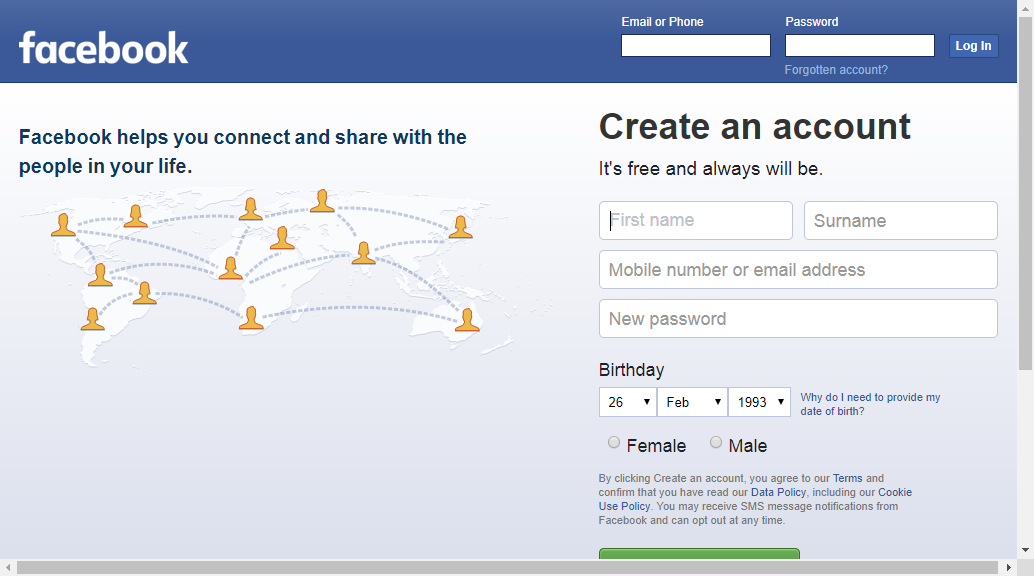 facebook
Email or Phone
Password
Log In
Forgotten account?
Facebook helps you connect and share with the
people in your life.
Create an account
It's free and always will be.
First name
Surname
Mobile number or email address
New password
Birthday
26 Feb 1993
Why do I need to provide my
date of birth?
Female Male
By clicking Create an account, you agree to our Terms and
confirm that you have read our Data Policy, including our Cookie
Use Policy. You may receive SMS message notifications from
Facebook and can opt out at any time.